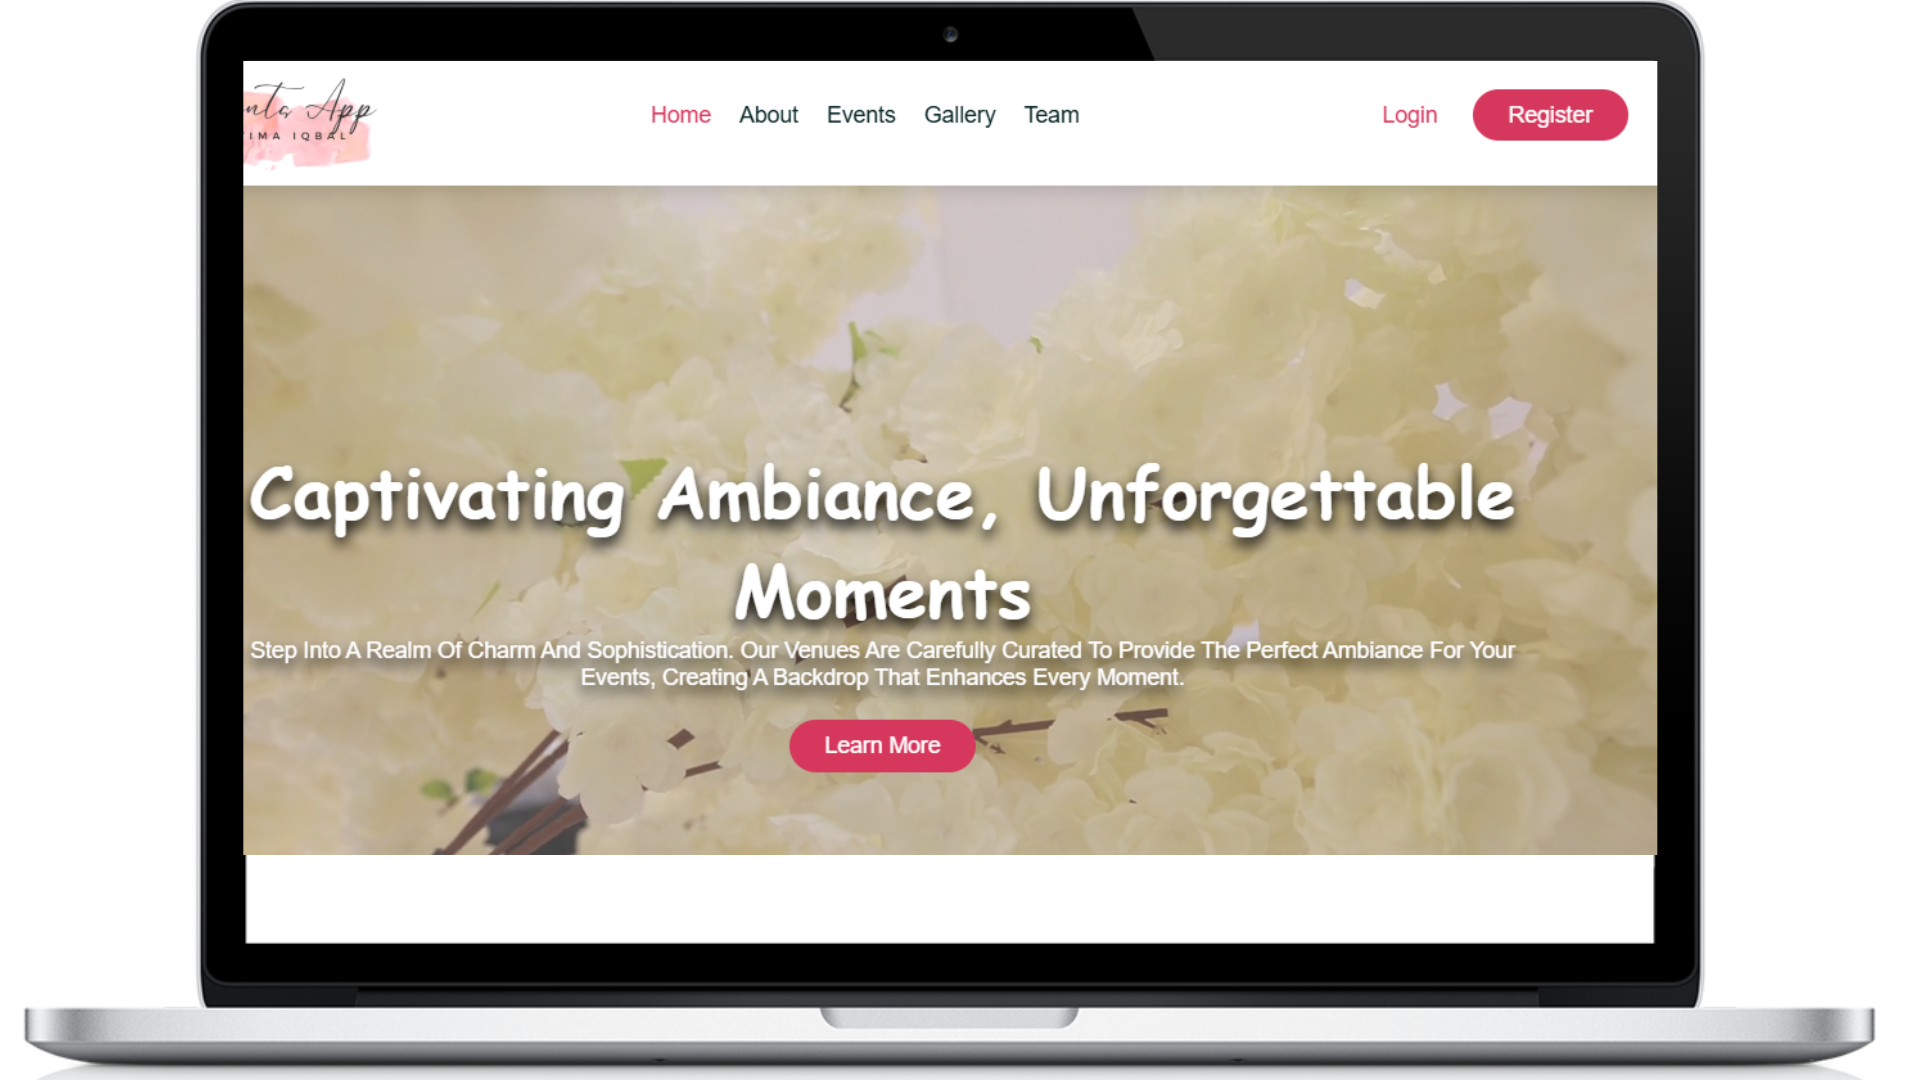 App
IQBAL
Home About Events Gallery Team Login Register
Captivating Ambiance, Unforgettable
Moments
Step Into A Realm Of Charm And Sophistication. Our Venues Are Carefully Curated To Provide The Perfect Ambiance For Your
Events, Creating A Backdrop That Enhances Every Moment.
Learn More